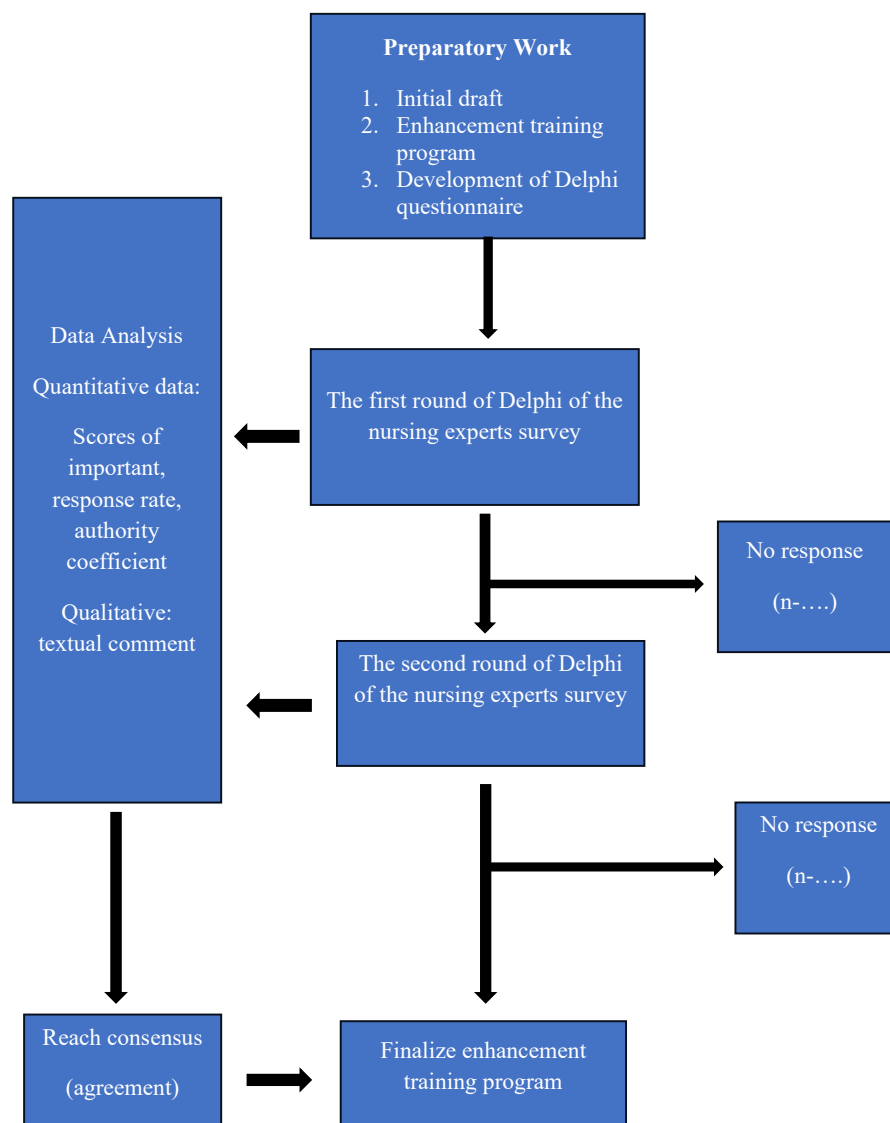 Preparatory Work
1. Initial draft
2. Enhancement training
program
3. Development of Delphi
questionnaire
Data Analysis
Quantitative data:
Scores of
important,
response rate,
authority
coefficient
Qualitative:
textual comment
The first round of Delphi of the
nursing experts survey
No response
(n-….)
The second round of Delphi
of the nursing experts survey
No response
(n-….)
Reach consensus
(agreement)
Finalize enhancement
training program